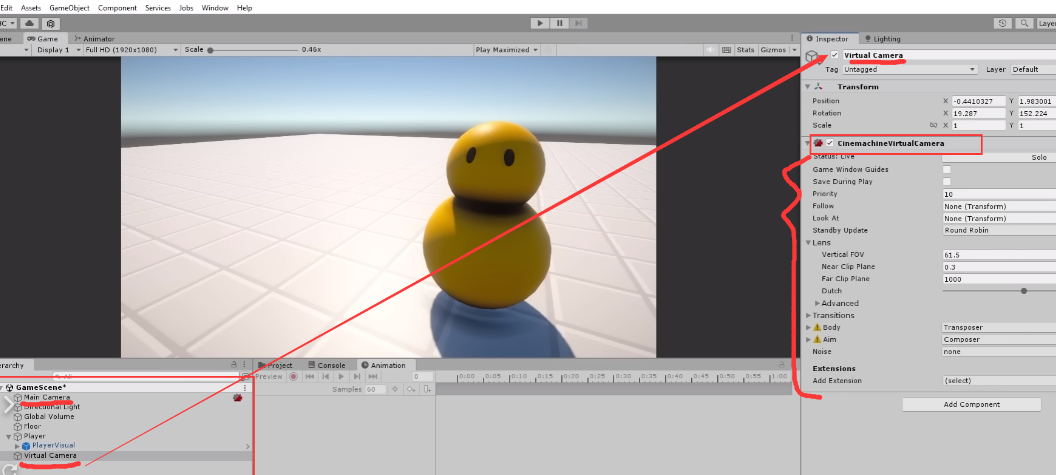 Edit Assets GameObject Component Services Jobs Window Help
Game Animator
Inspector Lighting
Display 1 Full HD (1920x1080) Scale 0.46x Play Maximized Stats Gizmos
Virtual Camera
Tag Untagged Layer Default
Transform
Position X -0.4410327 Y 1.983001
Rotation X 19.287 Y 152.224
Scale X 1 Y 1
CinemachineVirtualCamera
Status: Live Solo
Game Window Guides
Save During Play
Priority 10
Follow None (Transform)
Look At None (Transform)
Standby Update Round Robin
Lens
Vertical FOV 61.5
Near Clip Plane 0.3
Far Clip Plane 1000
Dutch
Advanced
Transitions
Body Transposer
Aim Composer
Noise none
Extensions
Add Extension (select)
Add Component
erarchy
Project Console Animation
All
Preview 0 0:00 0:05 0:10 0:15 0:20 0:25 0:30 0:35 0:40 0:45 0:50 0:55 1:00
Samples 60
GameScene*
Main Camera
Directional Light
Global Volume
Floor
Player
PlayerVisual
Virtual Camera